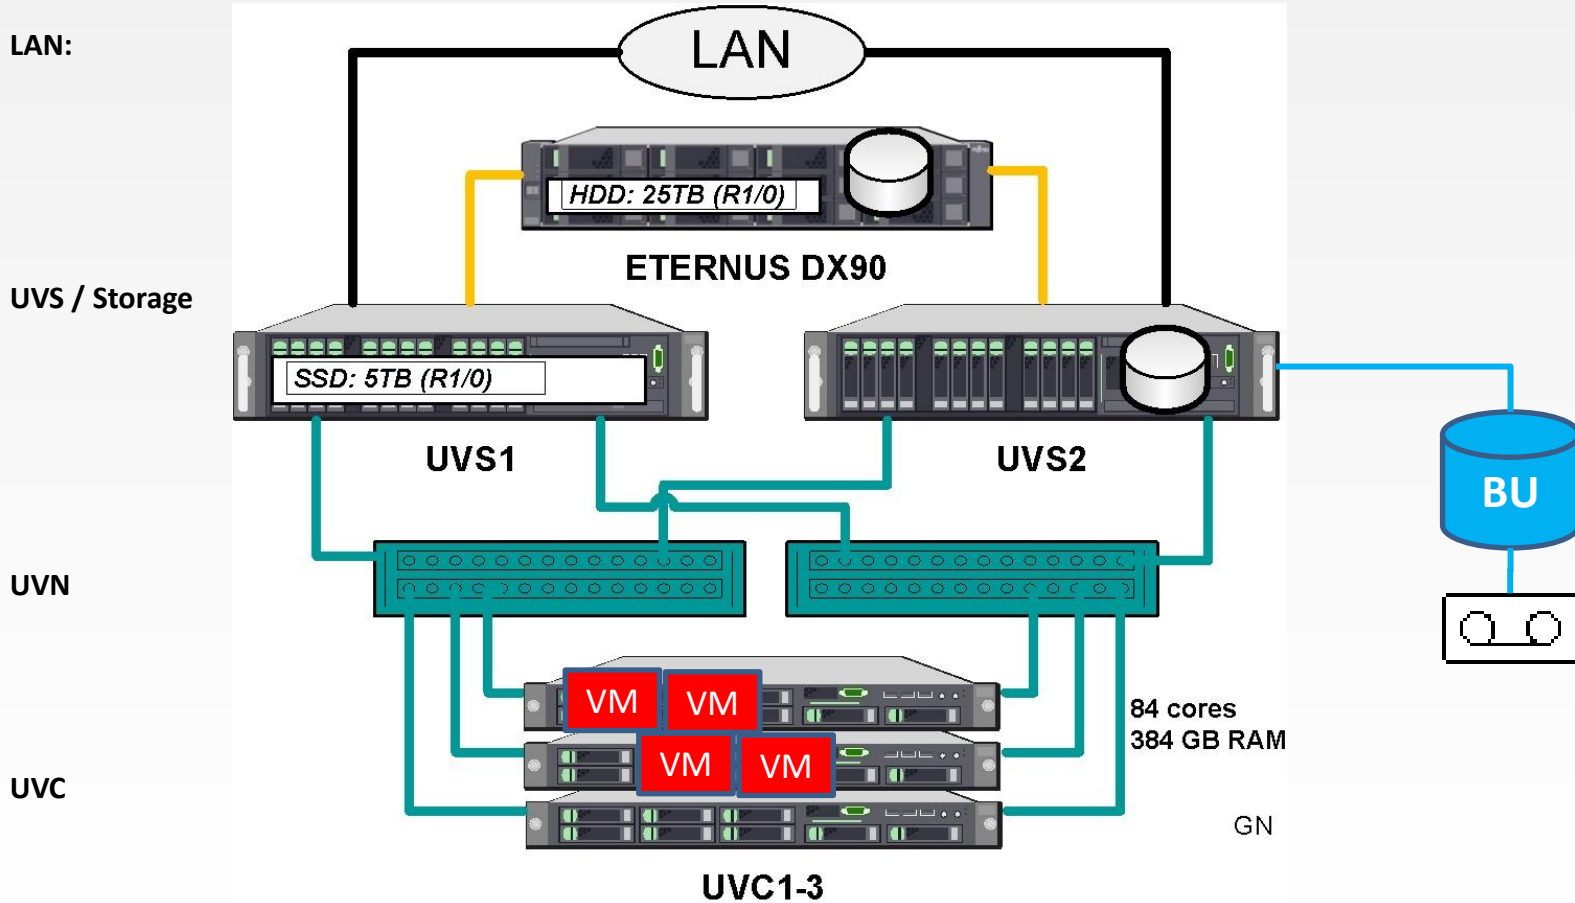 LAN:
LAN
HDD: 25TB (R1/0)
ETERNUS DX90
UVS / Storage
SSD: 5TB (R1/0)
UVS1
UVS2
BU
UVN
VM
VM
84 cores
384 GB RAM
VM
VM
UVC
GN
UVC1-3